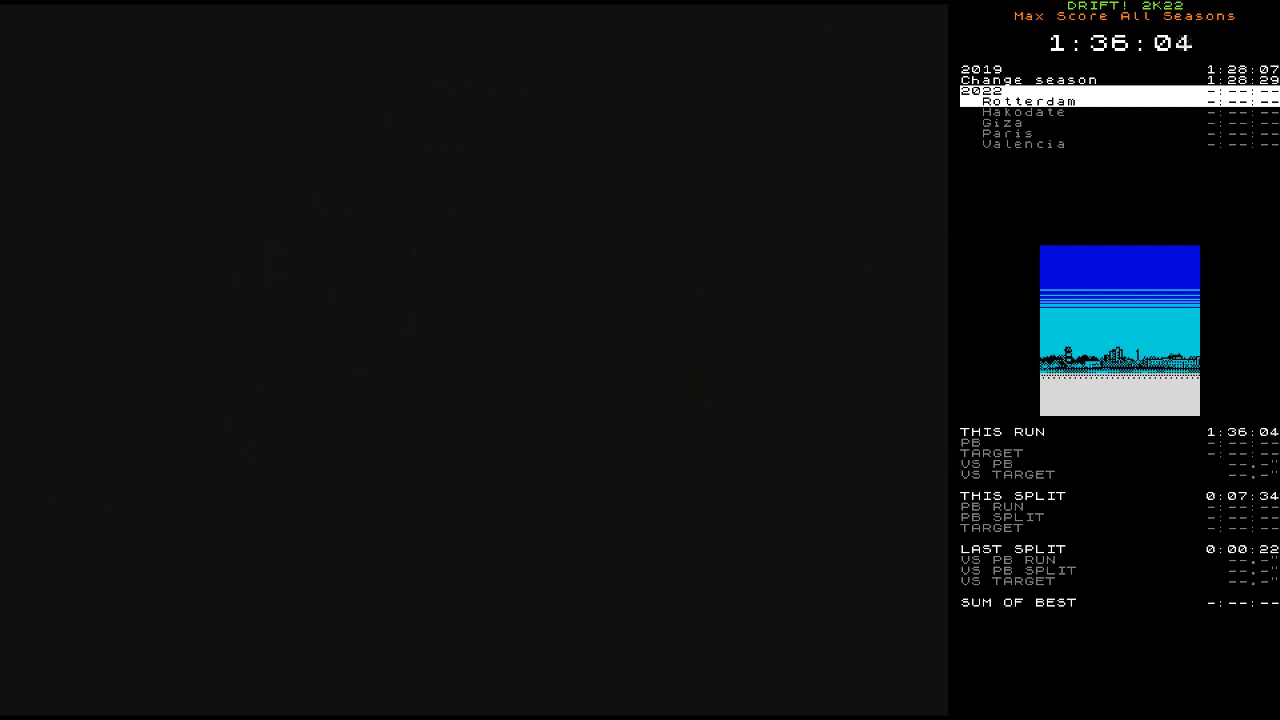 DRIFT! 2K22
Max Score All Seasons
1:36:04
2019 1:28:07
Change season 1:28:29
2022 -:--:--
Rotterdam -:--:--
Hakodate -:--:--
Giza -:--:--
Paris -:--:--
Valencia -:--:--
THIS RUN 1:36:04
PB -:--:--
TARGET -:--:--
VS PB --.-"
VS TARGET --.-"
THIS SPLIT 0:07:34
PB RUN -:--:--
PB SPLIT -:--:--
TARGET -:--:--
LAST SPLIT 0:00:22
VS PB RUN --.-"
VS PB SPLIT --.-"
VS TARGET --.-"
SUM OF BEST -:--:--